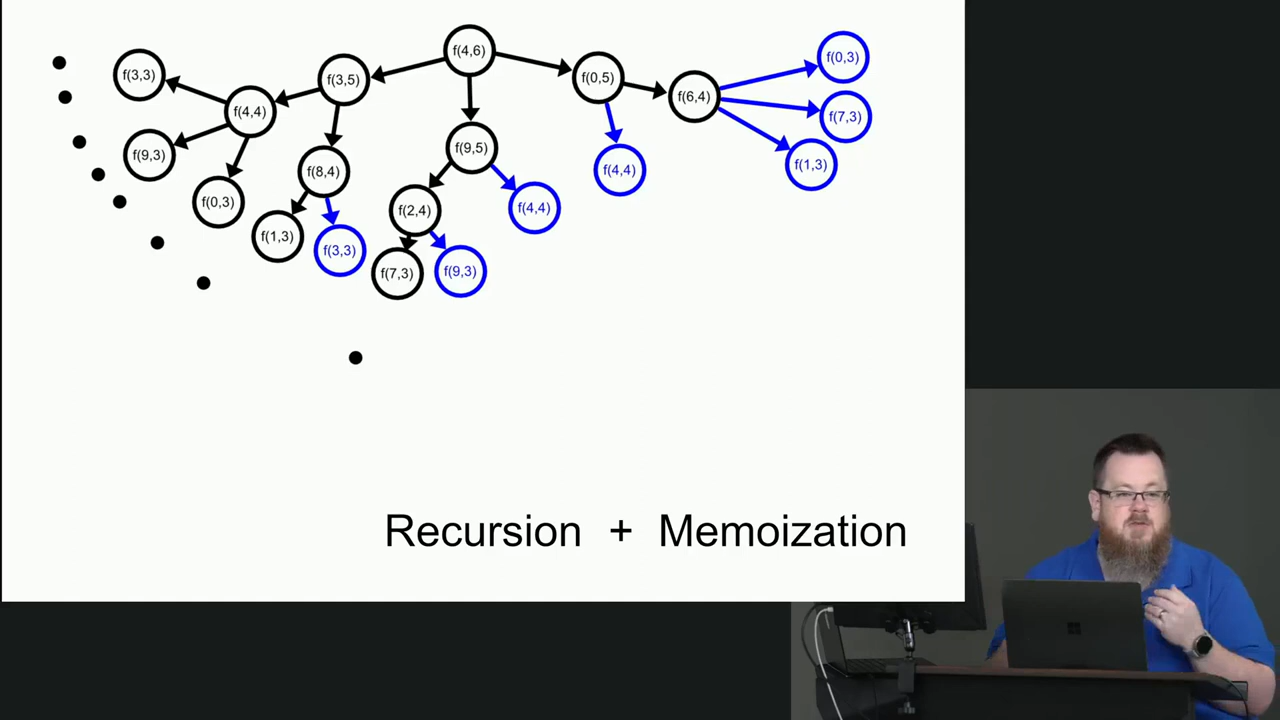 f(4,6)
f(3,5)
f(0,5)
f(0,3)
f(3,3)
f(6,4)
f(4,4)
f(7,3)
f(9,3)
f(9,5)
f(8,4)
f(4,4)
f(1,3)
f(0,3)
f(2,4)
f(4,4)
f(1,3)
f(3,3)
f(7,3)
f(9,3)
Recursion + Memoization